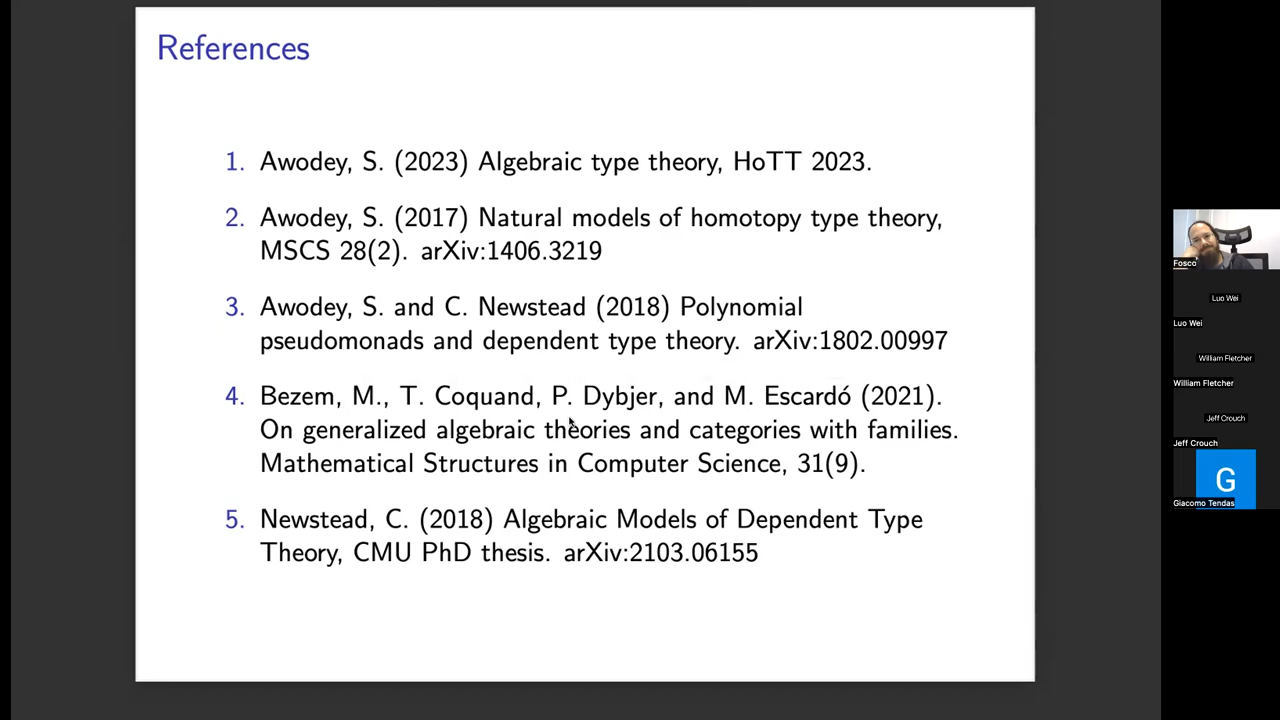 References
1. Awodey, S. (2023) Algebraic type theory, HoTT 2023.
2. Awodey, S. (2017) Natural models of homotopy type theory,
MSCS 28(2). arXiv:1406.3219
3. Awodey, S. and C. Newstead (2018) Polynomial
pseudomonads and dependent type theory. arXiv:1802.00997
4. Bezem, M., T. Coquand, P. Dybjer, and M. Escardó (2021).
On generalized algebraic theories and categories with families.
Mathematical Structures in Computer Science, 31(9).
5. Newstead, C. (2018) Algebraic Models of Dependent Type
Theory, CMU PhD thesis. arXiv:2103.06155
Fosco
Luo Wei
Luo Wei
William Fletcher
William Fletcher
Jeff Crouch
Jeff Crouch
G
Giacomo Tendas